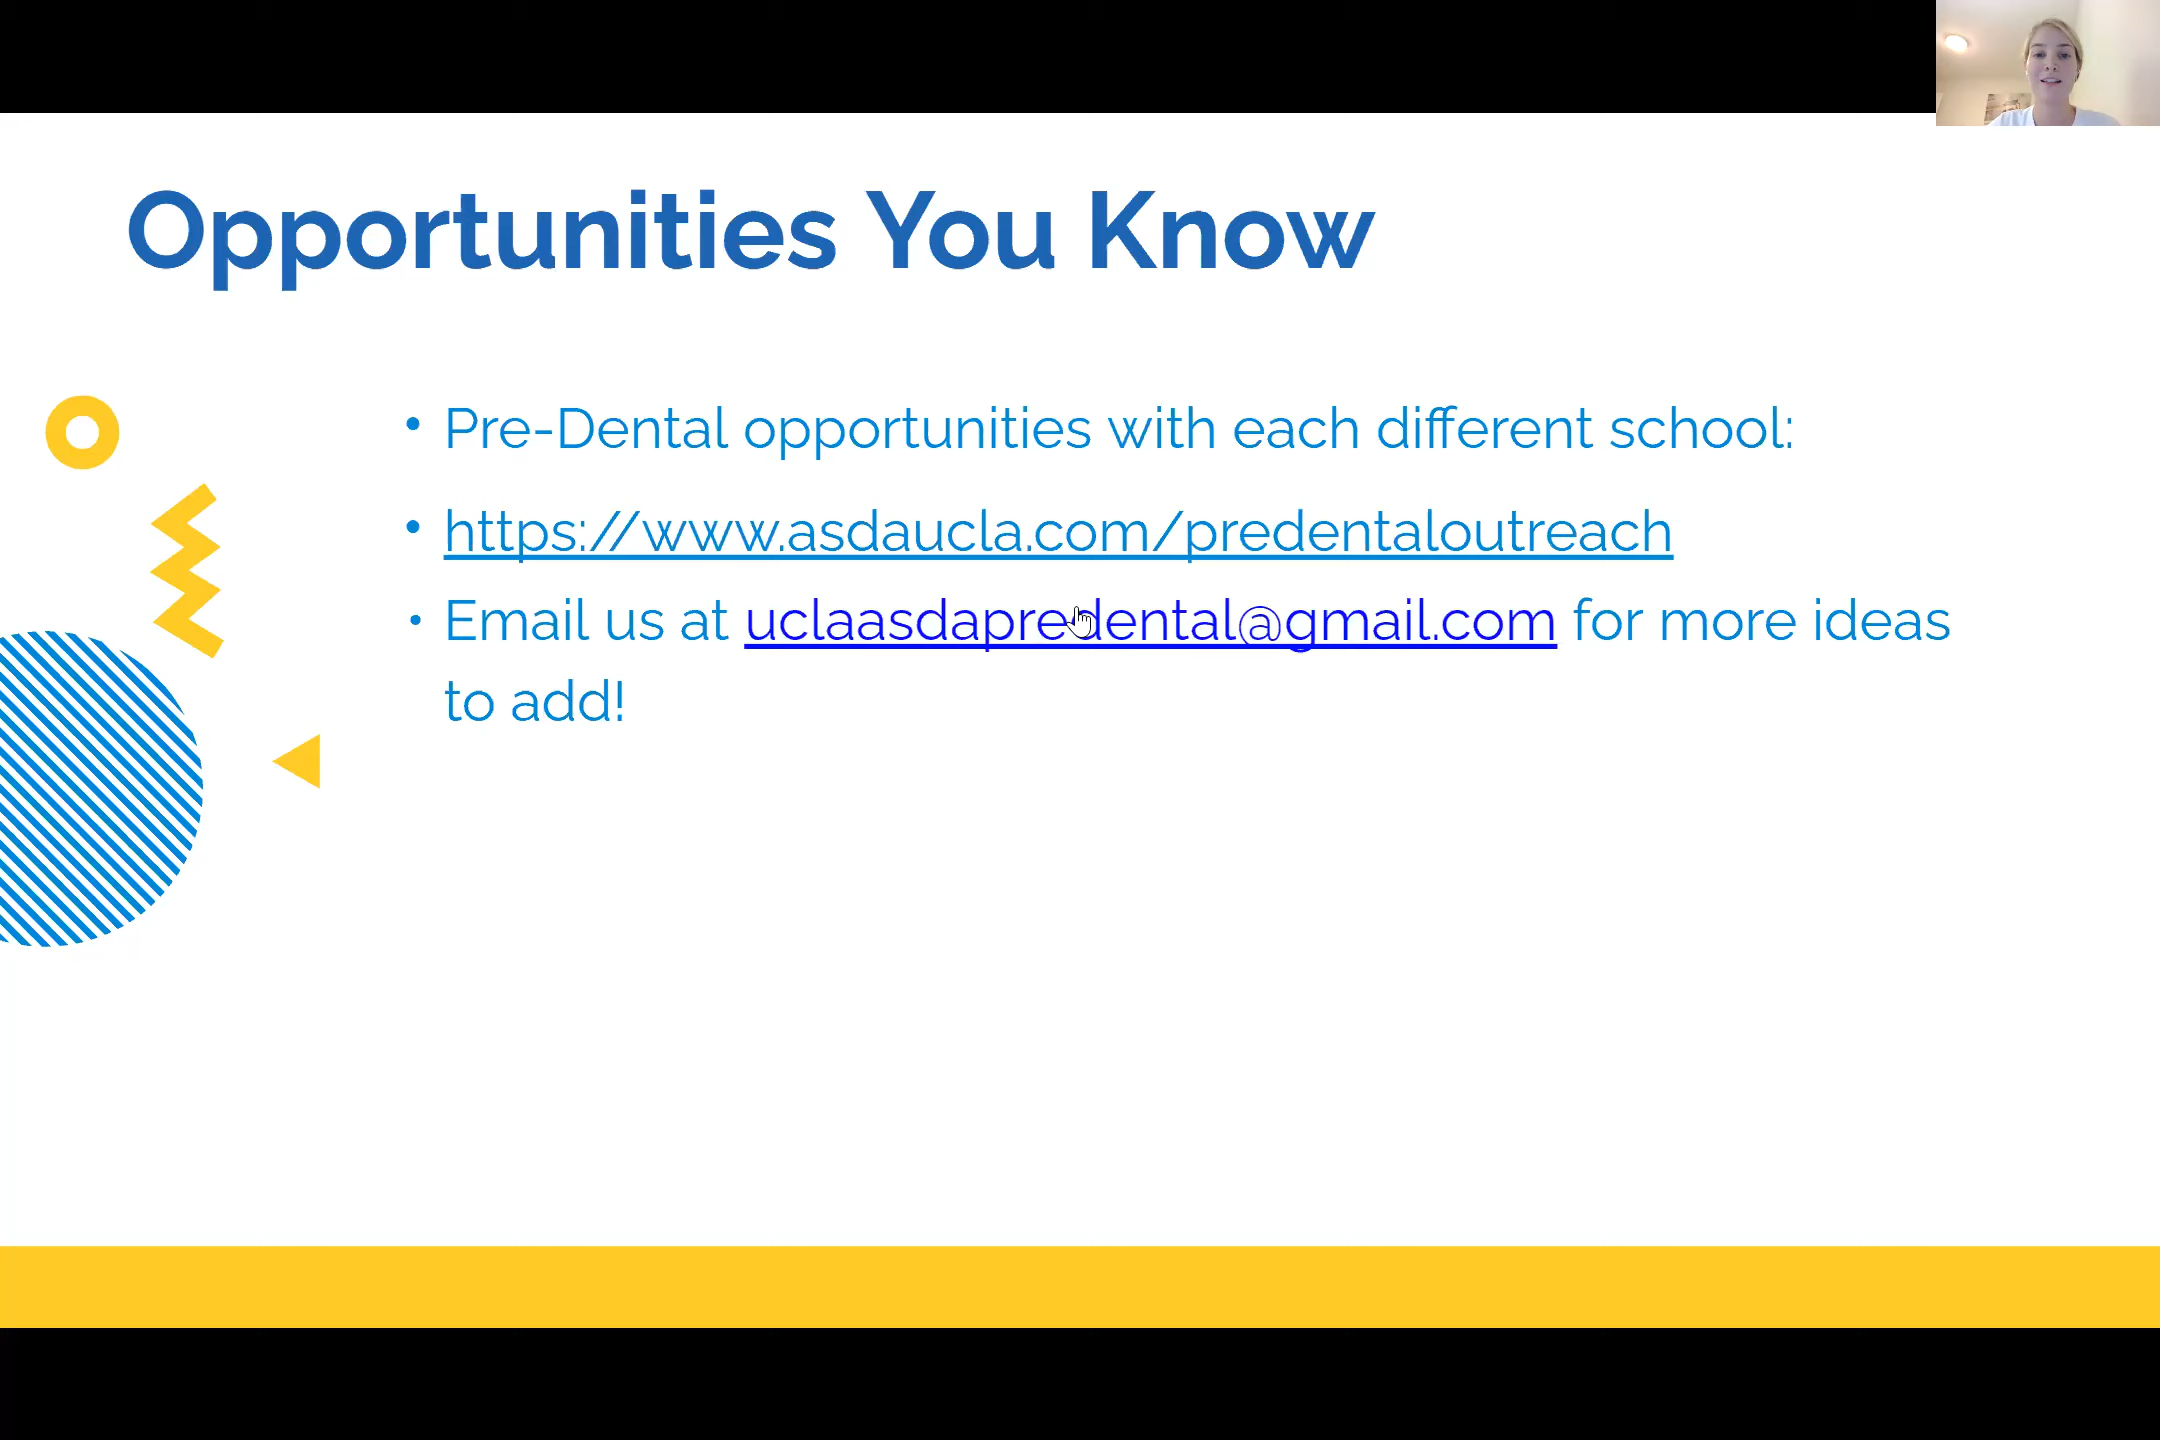 Opportunities You Know
• Pre-Dental opportunities with each different school:
• https://www.asdaucla.com/predentaloutreach
• Email us at uclaasdapredental@gmail.com for more ideas
to add!